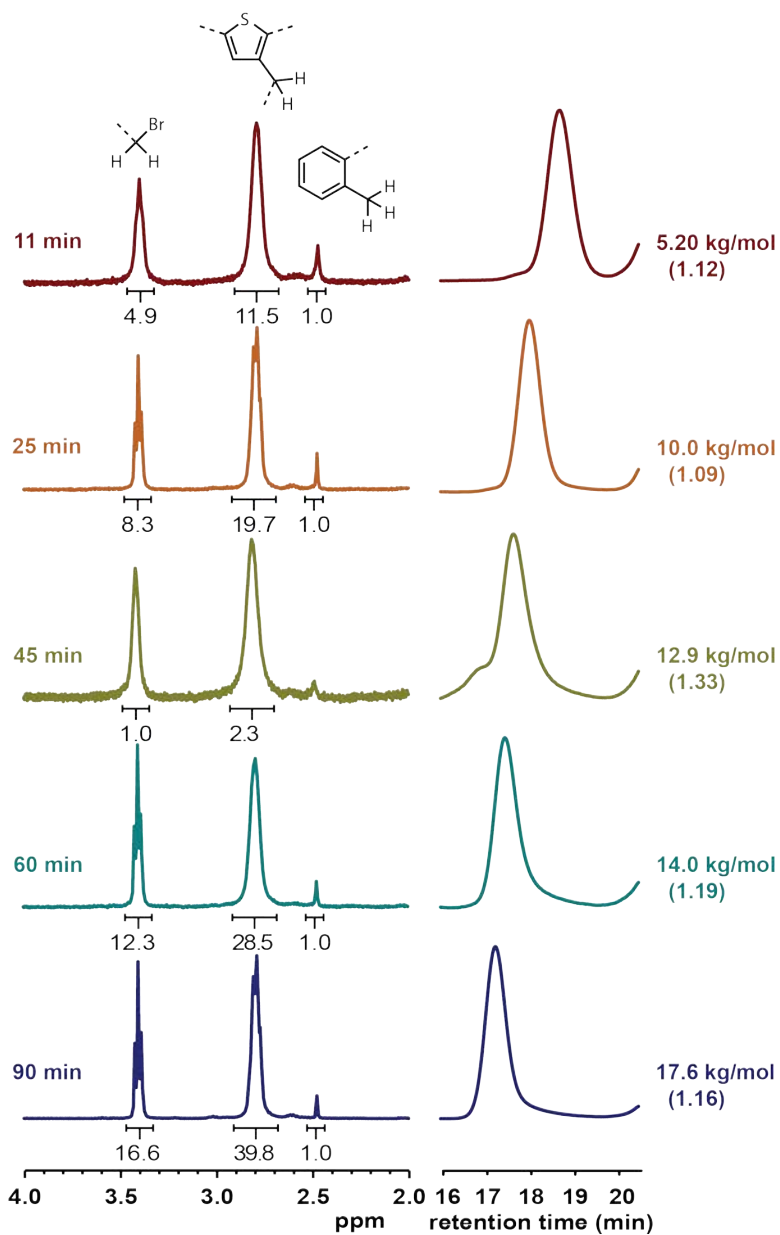 S
H
H
Br
H H
H
H
H
11 min
5.20 kg/mol
(1.12)
4.9 11.5 1.0
25 min
10.0 kg/mol
(1.09)
8.3 19.7 1.0
45 min
12.9 kg/mol
(1.33)
1.0 2.3
60 min
14.0 kg/mol
(1.19)
12.3 28.5 1.0
90 min
17.6 kg/mol
(1.16)
16.6 39.8 1.0
4.0 3.5 3.0 2.5 2.0 16 17 18 19 20
ppm retention time (min)